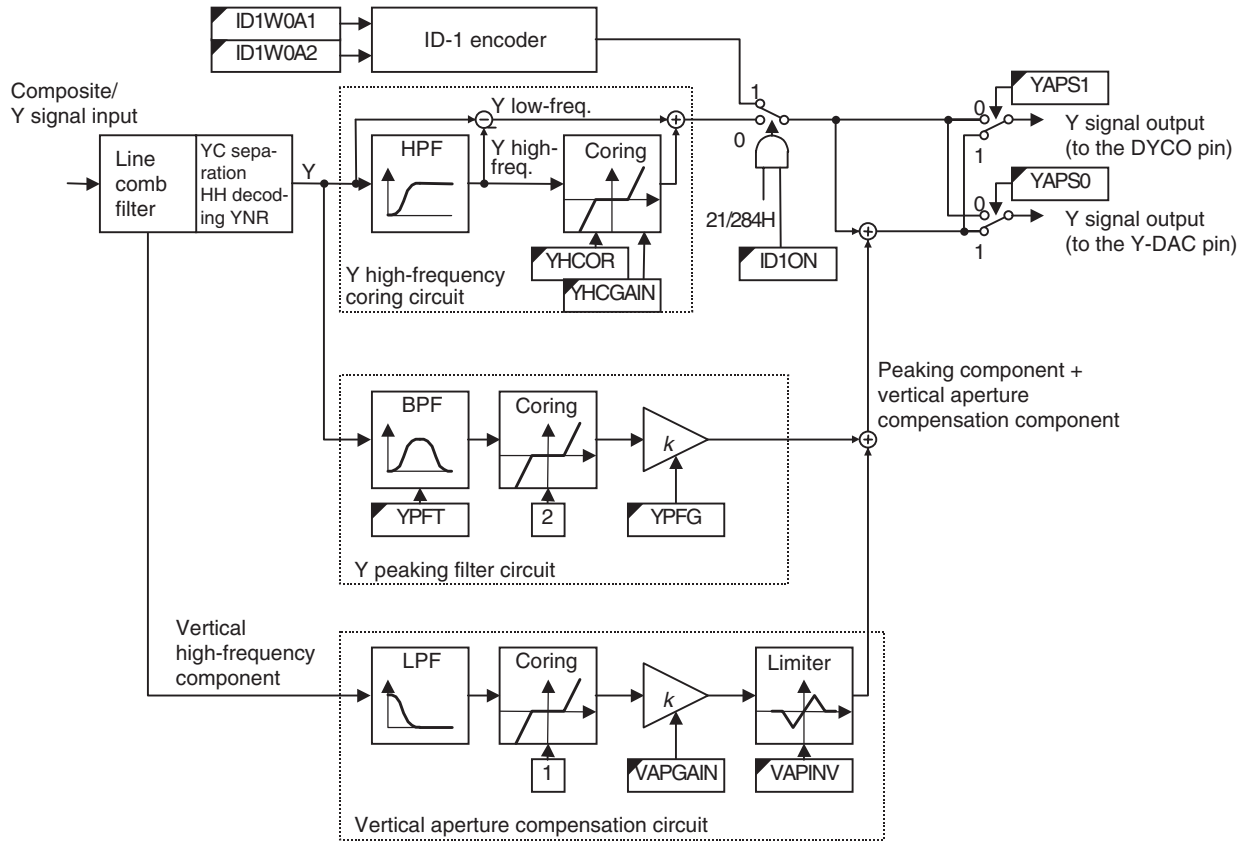 ID1W0A1
ID1W0A2
ID-1 encoder
Composite/
Y signal input
Line
comb
filter
YC sepa-
ration
HH decod-
ing YNR
Y
HPF
Y low-freq.
Y high-
freq.
Coring
YHCOR
YHCGAIN
Y high-frequency
coring circuit
1
0
21/284H
ID1ON
YAPS1
0
1
Y signal output
(to the DYCO pin)
YAPS0
0
1
Y signal output
(to the Y-DAC pin)
Peaking component +
vertical aperture
compensation component
BPF
Coring
k
YPFT
2
YPFG
Y peaking filter circuit
Vertical
high-frequency
component
LPF
Coring
k
Limiter
1
VAPGAIN
VAPINV
Vertical aperture compensation circuit